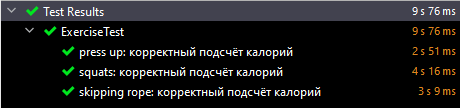 Test Results 9 s 76 ms
ExerciseTest 9 s 76 ms
press up: корректный подсчёт калорий 2 s 51 ms
squats: корректный подсчёт калорий 4 s 16 ms
skipping rope: корректный подсчёт калорий 3 s 9 ms